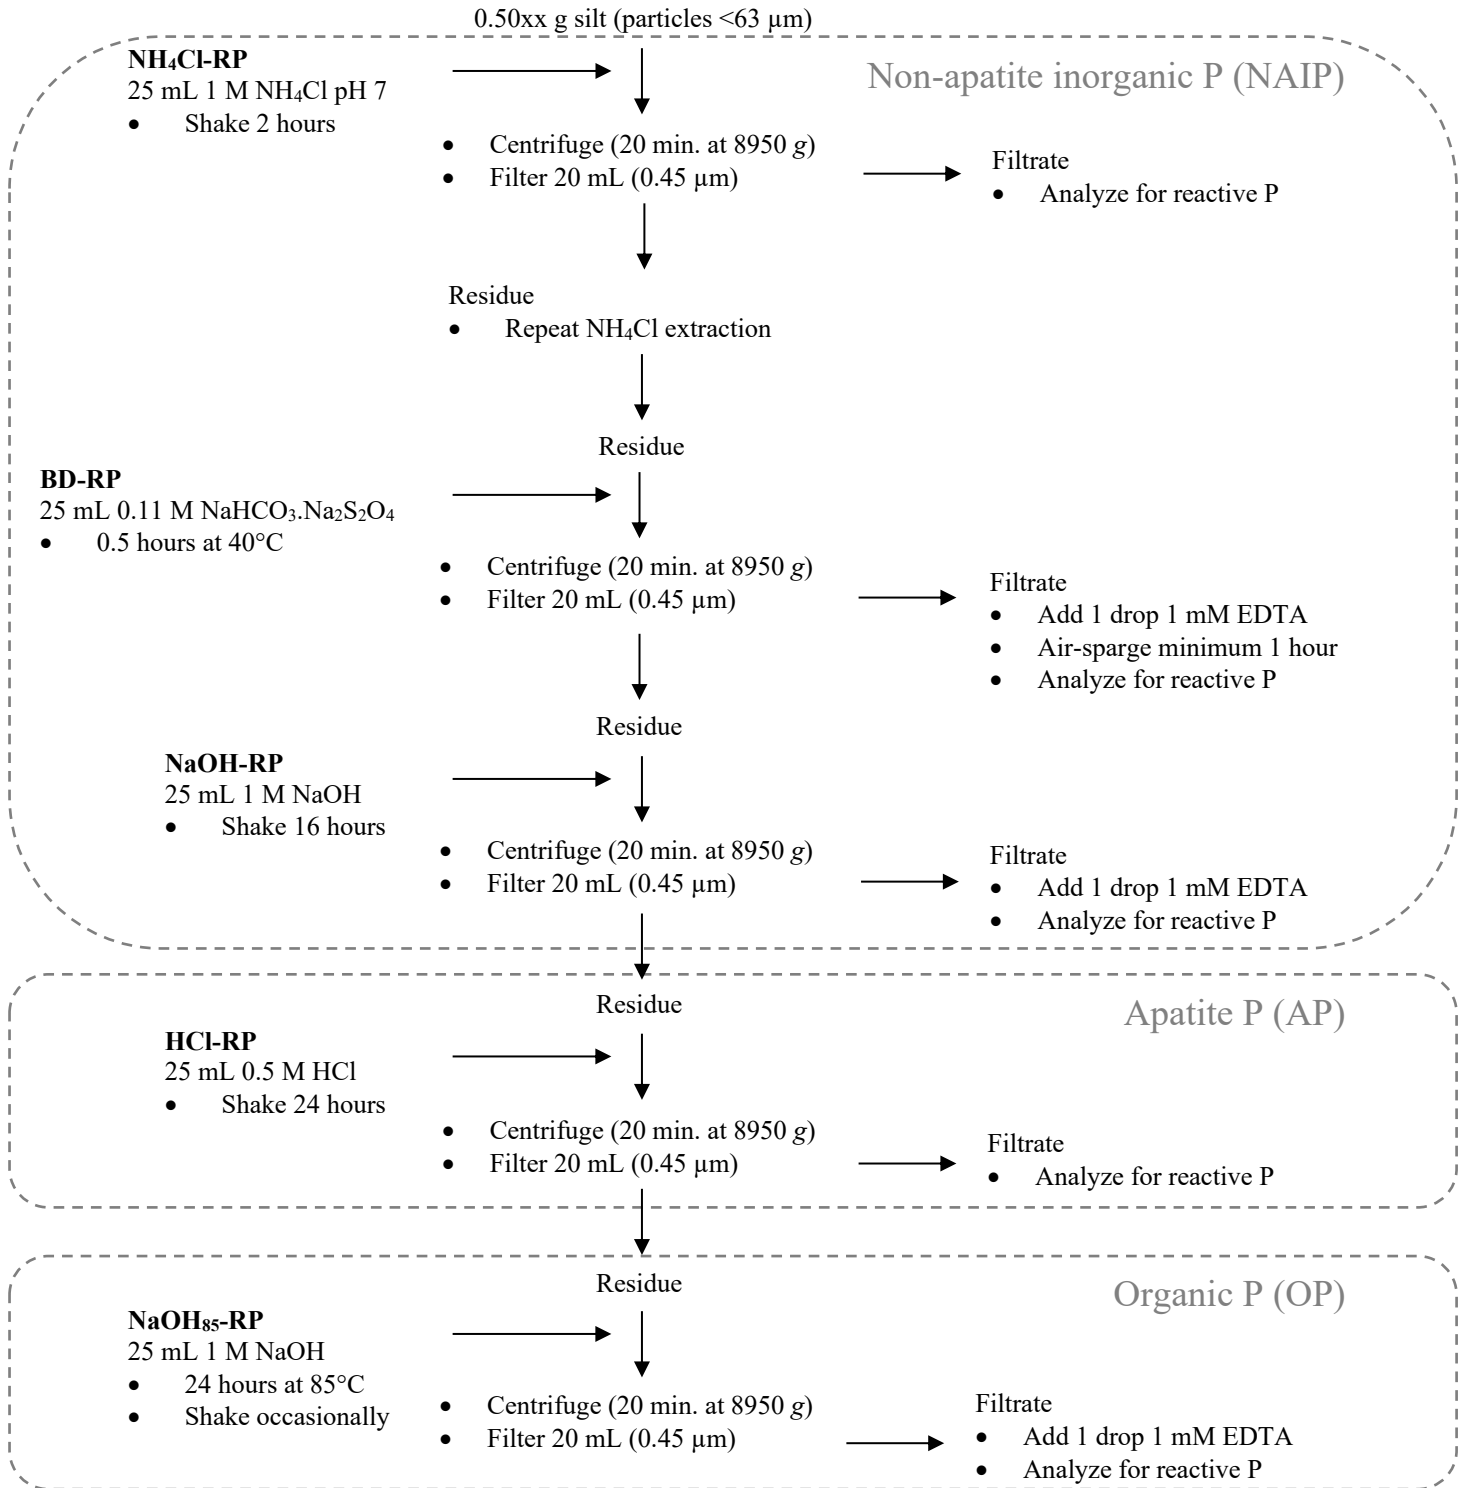 0.50xx g silt (particles <63 µm)
NH₄Cl-RP
25 mL 1 M NH₄Cl pH 7
• Shake 2 hours
Non-apatite inorganic P (NAIP)
• Centrifuge (20 min. at 8950 g)
• Filter 20 mL (0.45 µm)
Filtrate
• Analyze for reactive P
Residue
• Repeat NH₄Cl extraction
Residue
BD-RP
25 mL 0.11 M NaHCO₃.Na₂S₂O₄
• 0.5 hours at 40°C
• Centrifuge (20 min. at 8950 g)
• Filter 20 mL (0.45 µm)
Filtrate
• Add 1 drop 1 mM EDTA
• Air-sparge minimum 1 hour
• Analyze for reactive P
Residue
NaOH-RP
25 mL 1 M NaOH
• Shake 16 hours
• Centrifuge (20 min. at 8950 g)
• Filter 20 mL (0.45 µm)
Filtrate
• Add 1 drop 1 mM EDTA
• Analyze for reactive P
Residue
Apatite P (AP)
HCl-RP
25 mL 0.5 M HCl
• Shake 24 hours
• Centrifuge (20 min. at 8950 g)
• Filter 20 mL (0.45 µm)
Filtrate
• Analyze for reactive P
Residue
Organic P (OP)
NaOH₈₅-RP
25 mL 1 M NaOH
• 24 hours at 85°C
• Shake occasionally
• Centrifuge (20 min. at 8950 g)
• Filter 20 mL (0.45 µm)
Filtrate
• Add 1 drop 1 mM EDTA
• Analyze for reactive P